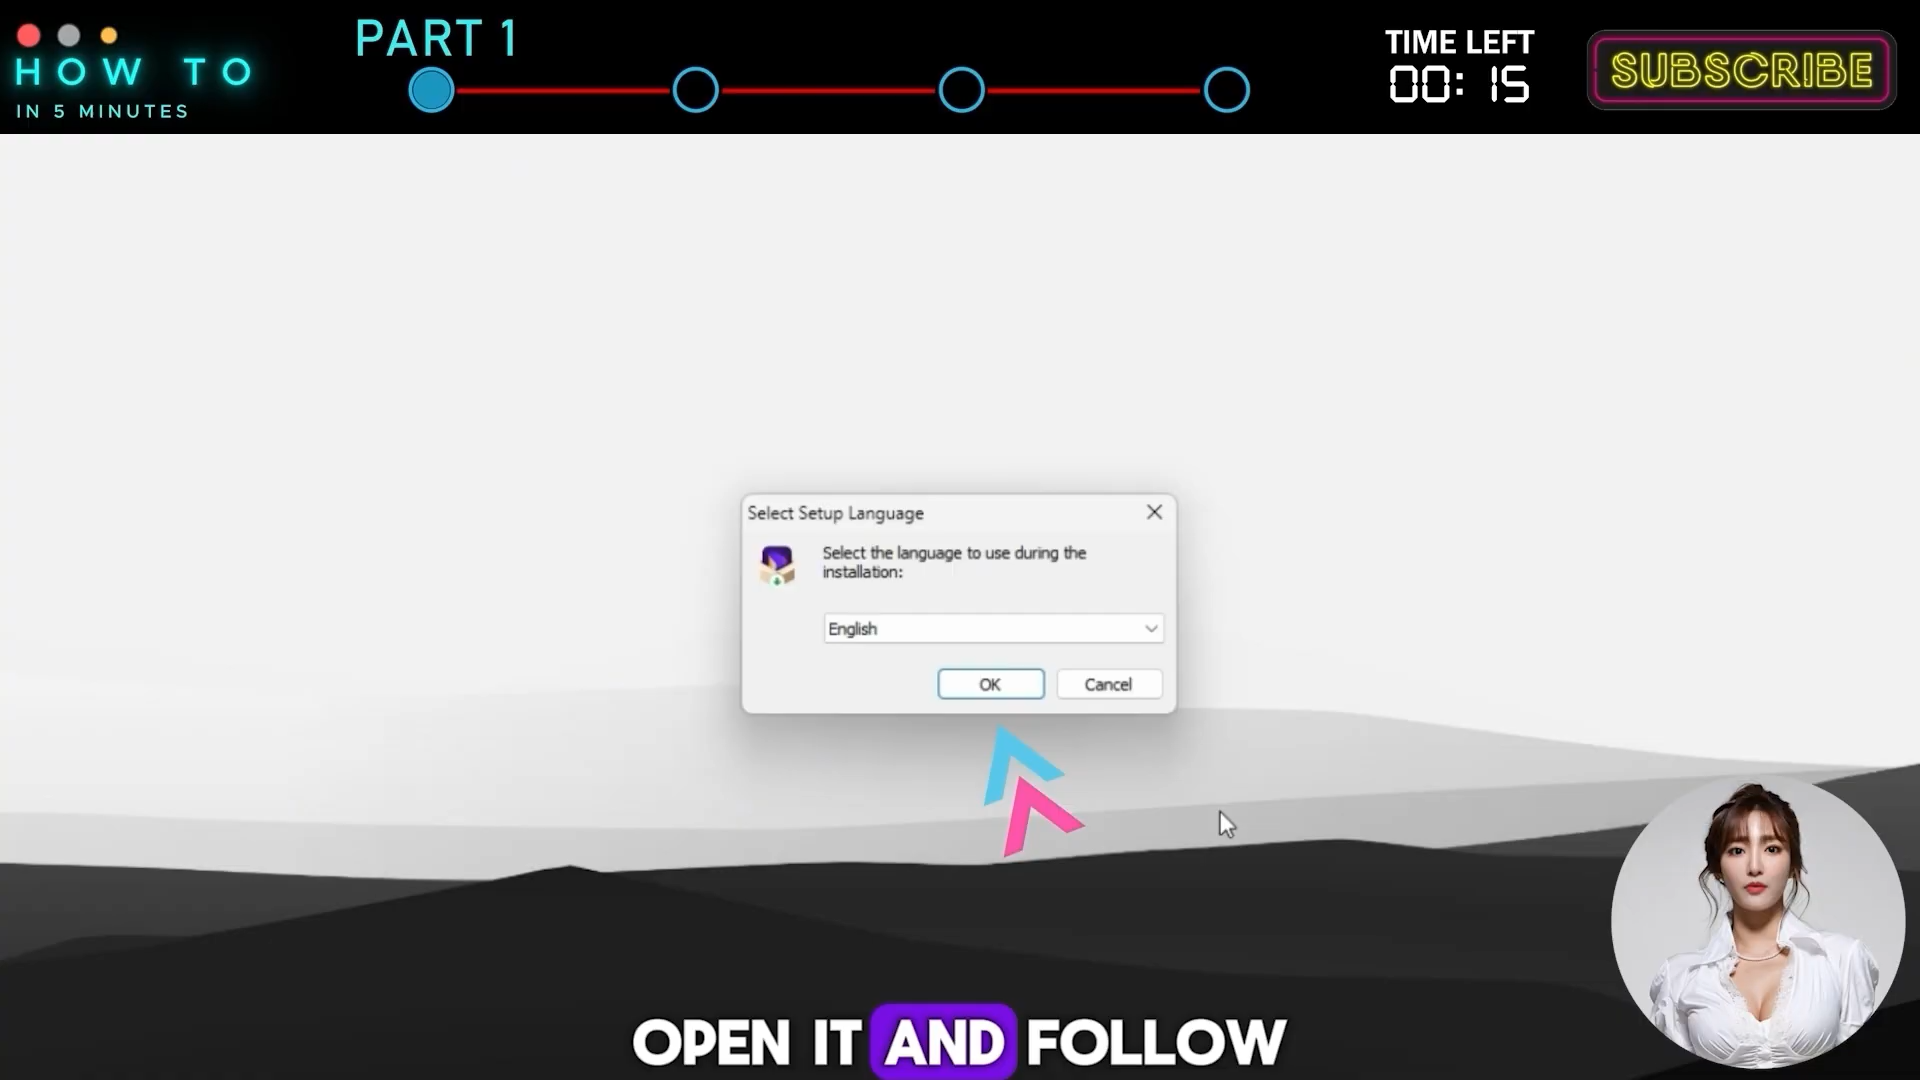 HOW TO
IN 5 MINUTES
PART 1
TIME LEFT
00:15
SUBSCRIBE
Select Setup Language
Select the language to use during the
installation:
English
OK
Cancel
OPEN IT AND FOLLOW